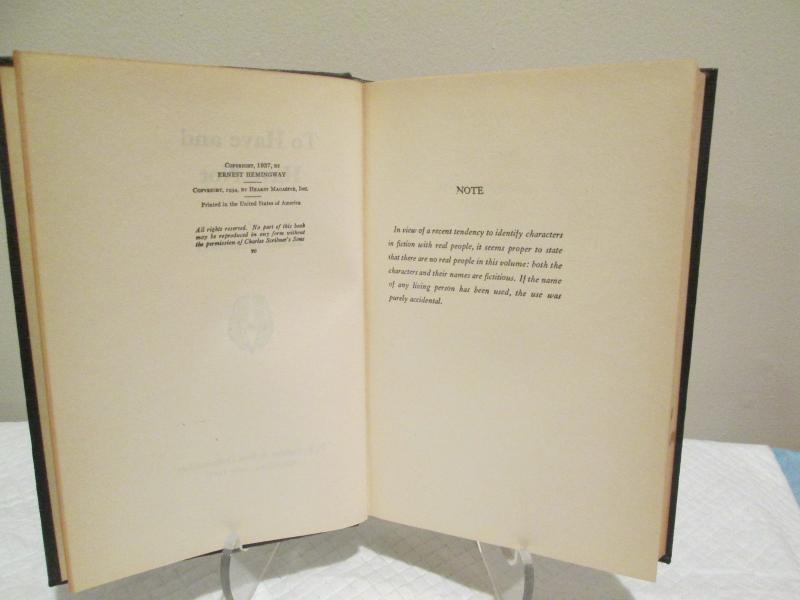 To Have and
COPYRIGHT, 1937, BY
ERNEST HEMINGWAY
COPYRIGHT, 1934, BY HEARST MAGAZINE, INC.
Printed in the United States of America
All rights reserved. No part of this book
may be reproduced in any form without
the permission of Charles Scribner's Sons
NOTE
In view of a recent tendency to identify characters
in fiction with real people, it seems proper to state
that there are no real people in this volume: both the
characters and their names are fictitious. If the name
of any living person has been used, the use was
purely accidental.